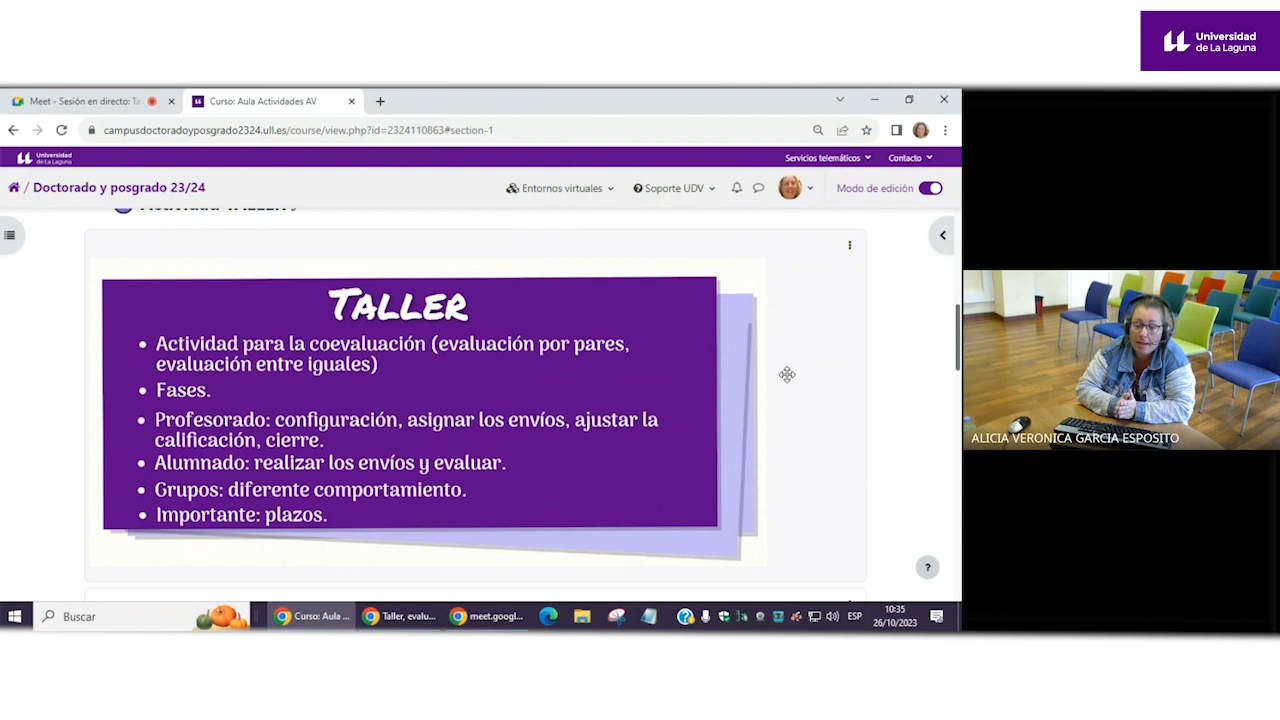 Universidad
de La Laguna
Meet - Sesión en directo: Ta
Curso: Aula Actividades AV
campusdoctoradoyposgrado2324.ull.es/course/view.php?id=2324110863#section-1
Universidad
de La Laguna
Servicios telemáticos
Contacto
/ Doctorado y posgrado 23/24
Entornos virtuales
Soporte UDV
Modo de edición
TALLER
• Actividad para la coevaluación (evaluación por pares,
evaluación entre iguales)
• Fases.
• Profesorado: configuración, asignar los envíos, ajustar la
calificación, cierre.
• Alumnado: realizar los envíos y evaluar.
• Grupos: diferente comportamiento.
• Importante: plazos.
?
ALICIA VERONICA GARCIA ESPOSITO
Buscar
Curso: Aula ...
Taller, evalu...
meet.googl...
ESP
10:35
26/10/2023